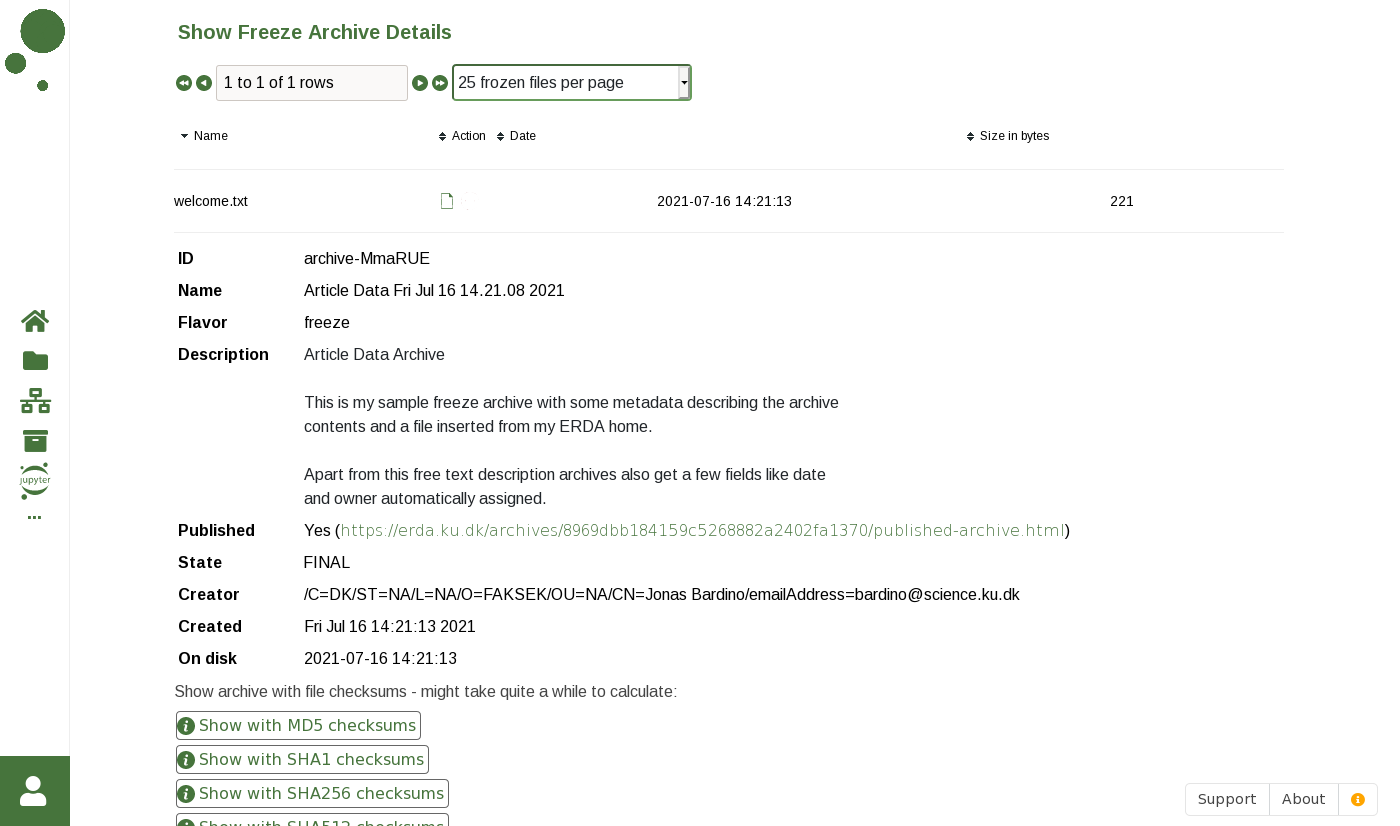 Show Freeze Archive Details
1 to 1 of 1 rows
25 frozen files per page
Name Action Date Size in bytes
welcome.txt 2021-07-16 14:21:13 221
ID archive-MmaRUE
Name Article Data Fri Jul 16 14.21.08 2021
Flavor freeze
Description Article Data Archive
This is my sample freeze archive with some metadata describing the archive
contents and a file inserted from my ERDA home.
Apart from this free text description archives also get a few fields like date
and owner automatically assigned.
Published Yes (https://erda.ku.dk/archives/8969dbb184159c5268882a2402fa1370/published-archive.html)
State FINAL
Creator /C=DK/ST=NA/L=NA/O=FAKSEK/OU=NA/CN=Jonas Bardino/emailAddress=bardino@science.ku.dk
Created Fri Jul 16 14:21:13 2021
On disk 2021-07-16 14:21:13
Show archive with file checksums - might take quite a while to calculate:
Show with MD5 checksums
Show with SHA1 checksums
Show with SHA256 checksums
Show with SHA512 checksums
jupyter
Support About